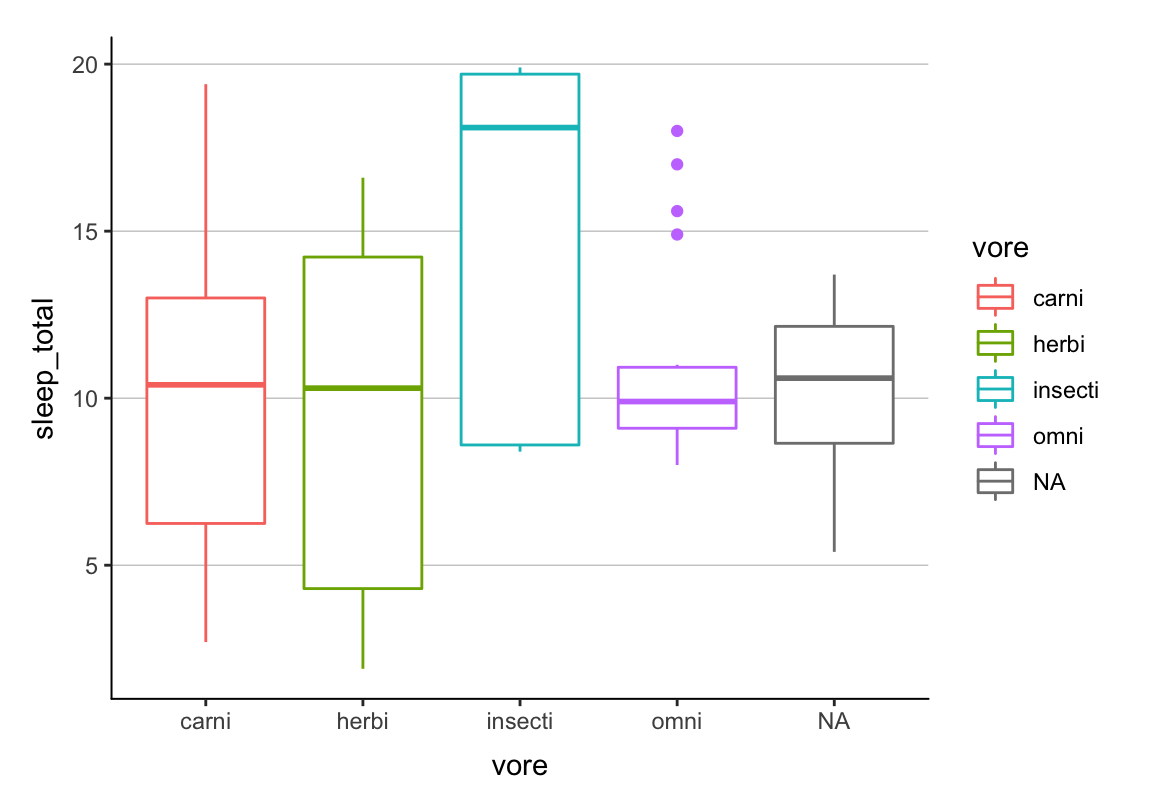 sleep_total
20
15
10
5
carni
herbi
insecti
omni
NA
vore
vore
carni
herbi
insecti
omni
NA